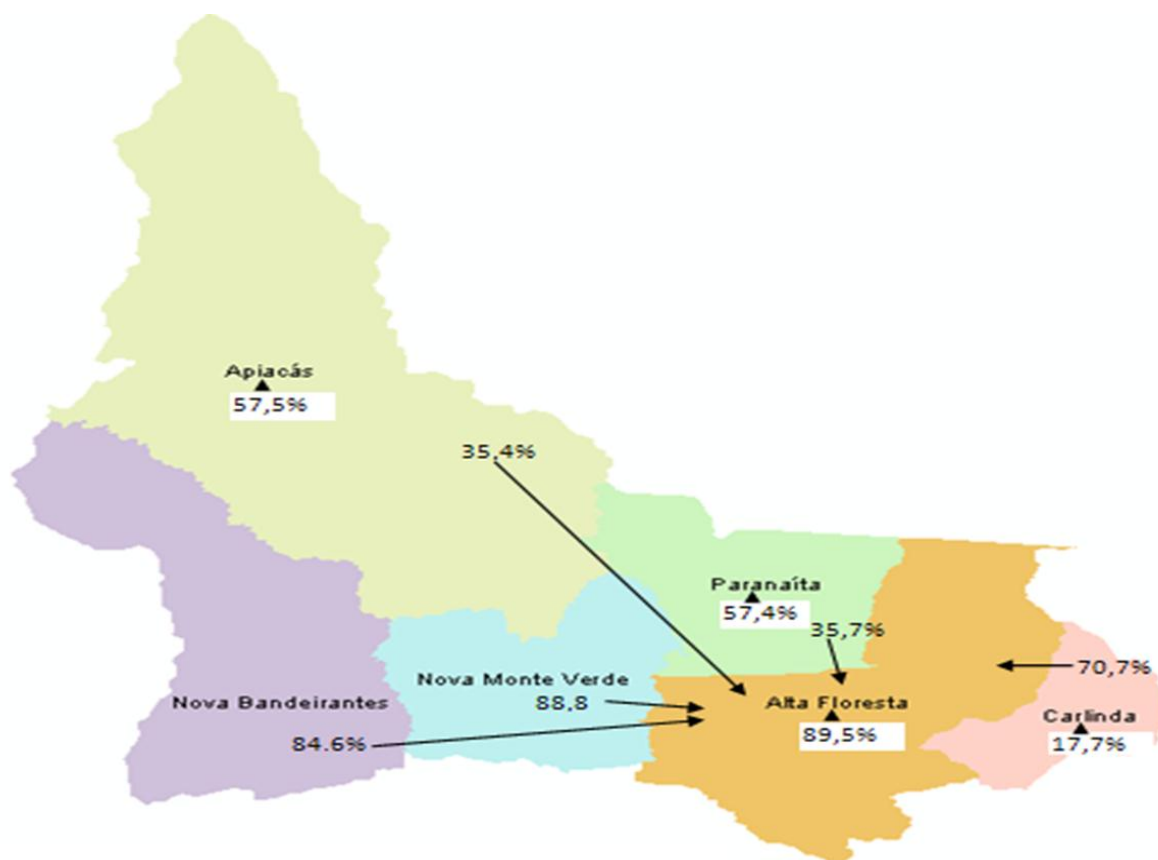 Apiacás
57,5%
35,4%
Paranaíta
57,4%
35,7%
70,7%
Nova Monte Verde
88,8
Nova Bandeirantes
84.6%
Alta Floresta
89,5%
Carlinda
17,7%